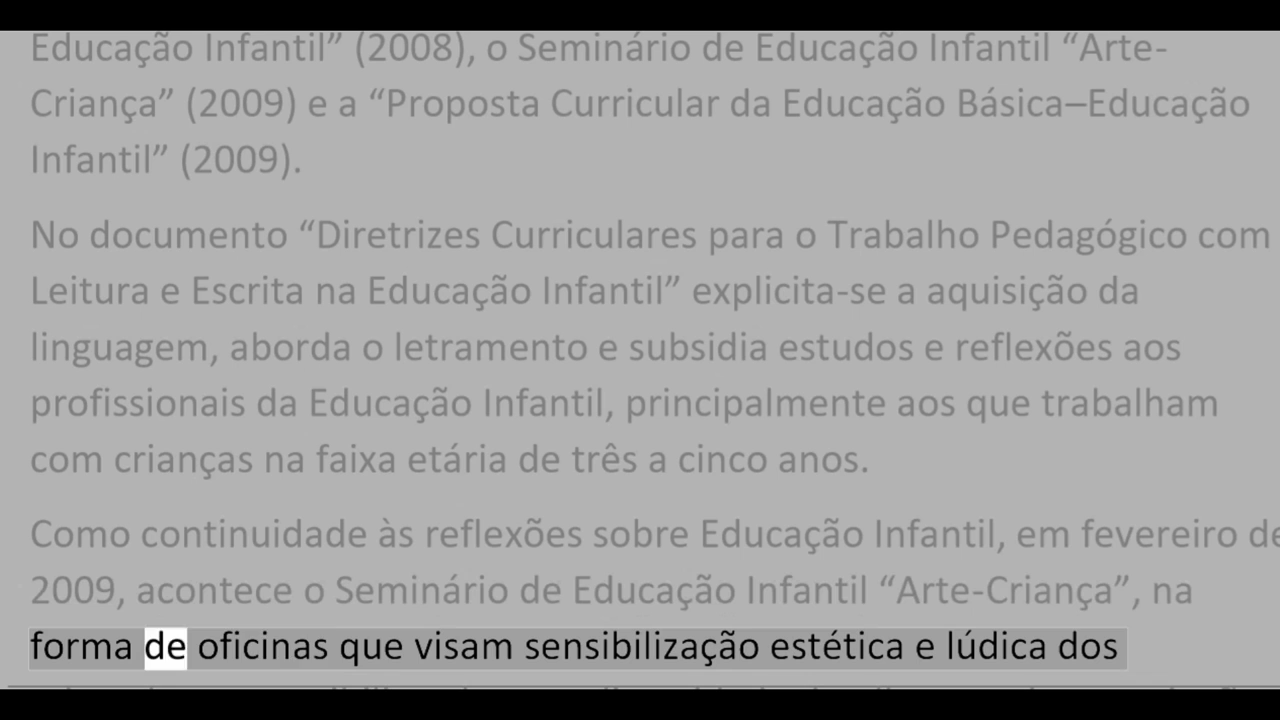 Educação Infantil” (2008), o Seminário de Educação Infantil “Arte-
Criança” (2009) e a “Proposta Curricular da Educação Básica–Educação
Infantil” (2009).
No documento “Diretrizes Curriculares para o Trabalho Pedagógico com
Leitura e Escrita na Educação Infantil” explicita-se a aquisição da
linguagem, aborda o letramento e subsidia estudos e reflexões aos
profissionais da Educação Infantil, principalmente aos que trabalham
com crianças na faixa etária de três a cinco anos.
Como continuidade às reflexões sobre Educação Infantil, em fevereiro de
2009, acontece o Seminário de Educação Infantil “Arte-Criança”, na
forma de oficinas que visam sensibilização estética e lúdica dos